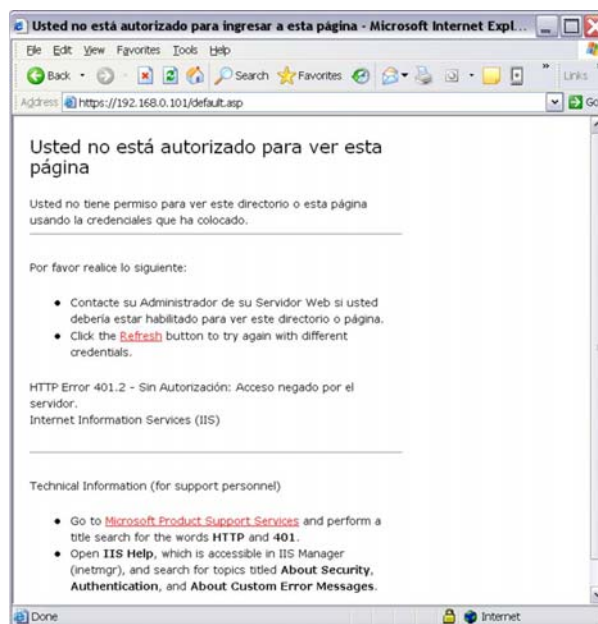 Usted no está autorizado para ingresar a esta página - Microsoft Internet Expl...
File Edit View Favorites Tools Help
Back Search Favorites » Links »
Address https://192.168.0.101/default.asp Go
Usted no está autorizado para ver esta
página
Usted no tiene permiso para ver este directorio o esta página
usando la credenciales que ha colocado.
Por favor realice lo siguiente:
Contacte su Administrador de su Servidor Web si usted
debería estar habilitado para ver este directorio o página.
Click the Refresh button to try again with different
credentials.
HTTP Error 401.2 - Sin Autorización: Acceso negado por el
servidor.
Internet Information Services (IIS)
Technical Information (for support personnel)
Go to Microsoft Product Support Services and perform a
title search for the words HTTP and 401.
Open IIS Help, which is accessible in IIS Manager
(inetmgr), and search for topics titled About Security,
Authentication, and About Custom Error Messages.
Done Internet